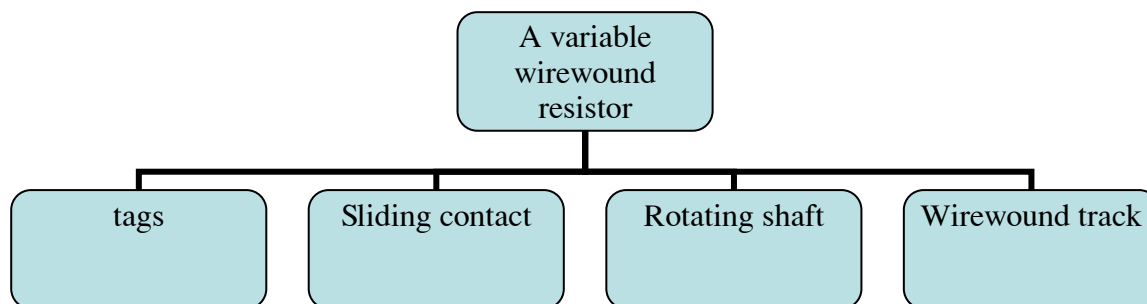 A variable
wirewound
resistor
tags
Sliding contact
Rotating shaft
Wirewound track